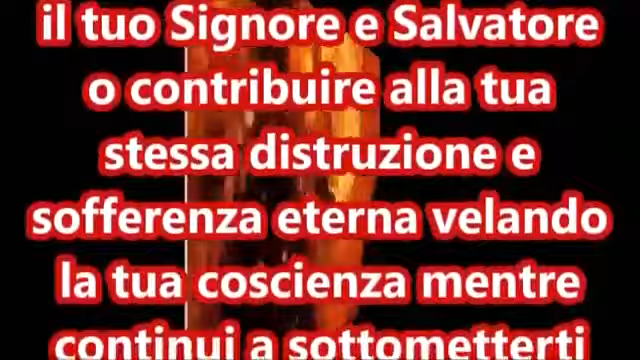 il tuo Signore e Salvatore
o contribuire alla tua
stessa distruzione e
sofferenza eterna velando
la tua coscienza mentre
continui a sottometterti